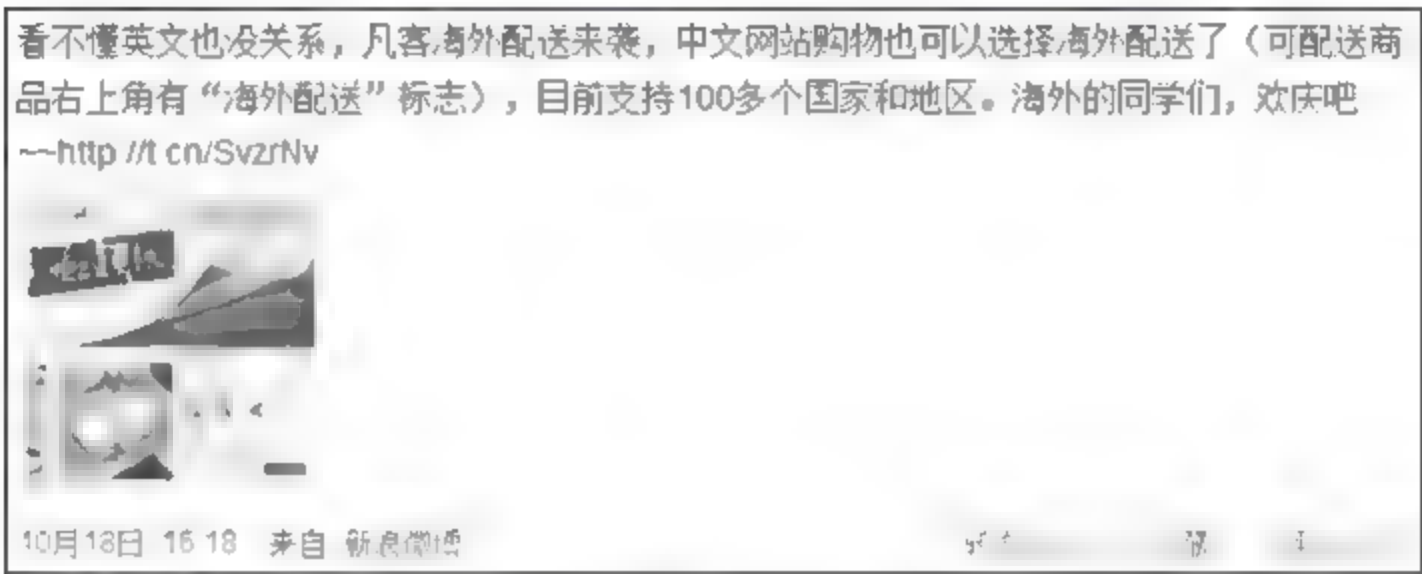 看不懂英文也没关系，凡客海外配送来袭，中文网站购物也可以选择海外配送了（可配送商
品右上角有“海外配送”标志），目前支持100多个国家和地区。海外的同学们，欢庆吧
~~http //t cn/SvzrNv
10月18日 16 18 来自 新浪微博